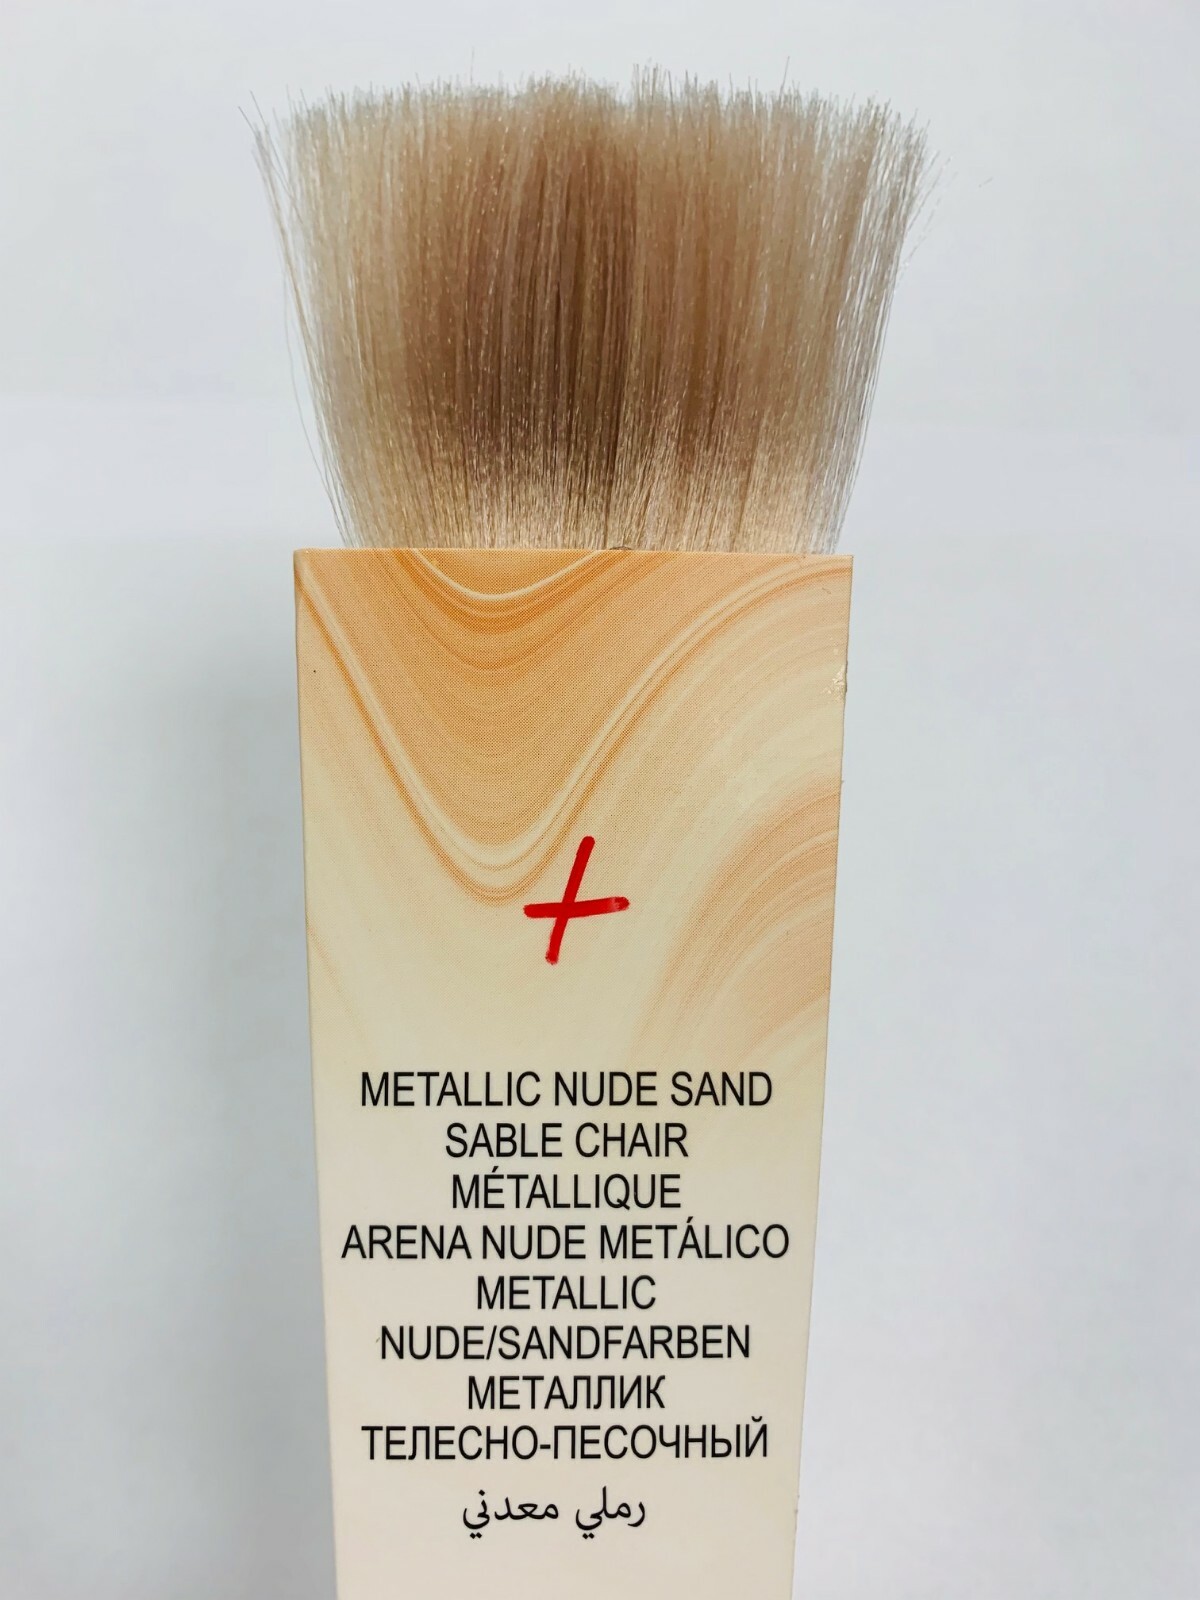 METALLIC NUDE SAND
SABLE CHAIR
MÉTALLIQUE
ARENA NUDE METÁLICO
METALLIC
NUDE/SANDFARBEN
МЕТАЛЛИК
ТЕЛЕСНО-ПЕСОЧНЫЙ
رملي معدني